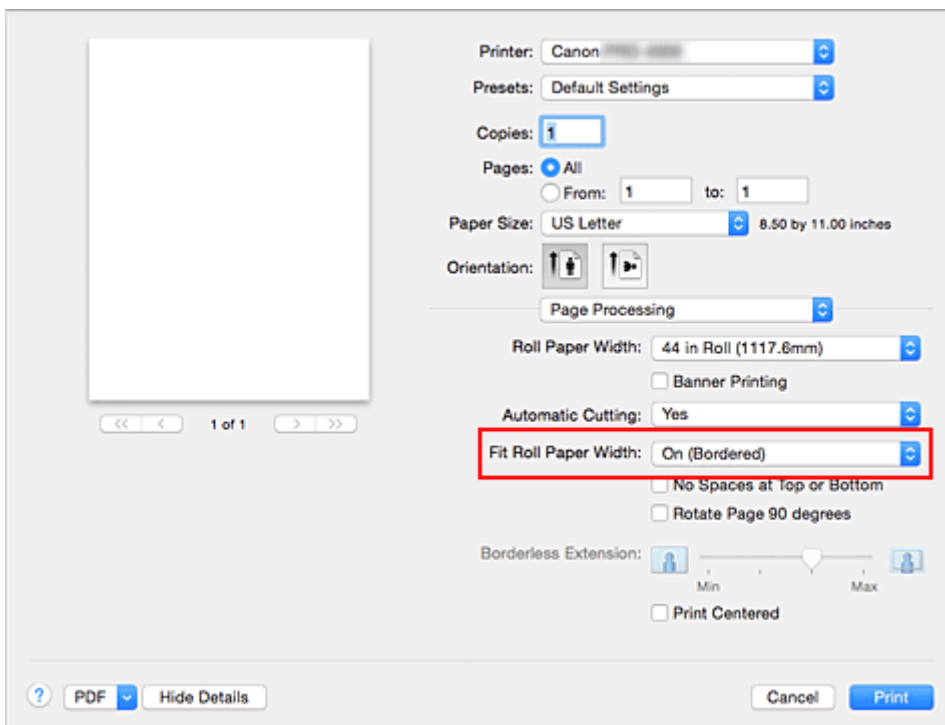 Printer: Canon
Presets: Default Settings
Copies: 1
Pages: All
From: 1 to: 1
Paper Size: US Letter 8.50 by 11.00 inches
Orientation:
Page Processing
Roll Paper Width: 44 in Roll (1117.6mm)
Banner Printing
1 of 1
Automatic Cutting: Yes
Fit Roll Paper Width: On (Bordered)
No Spaces at Top or Bottom
Rotate Page 90 degrees
Borderless Extension:
Min Max
Print Centered
? PDF Hide Details Cancel Print